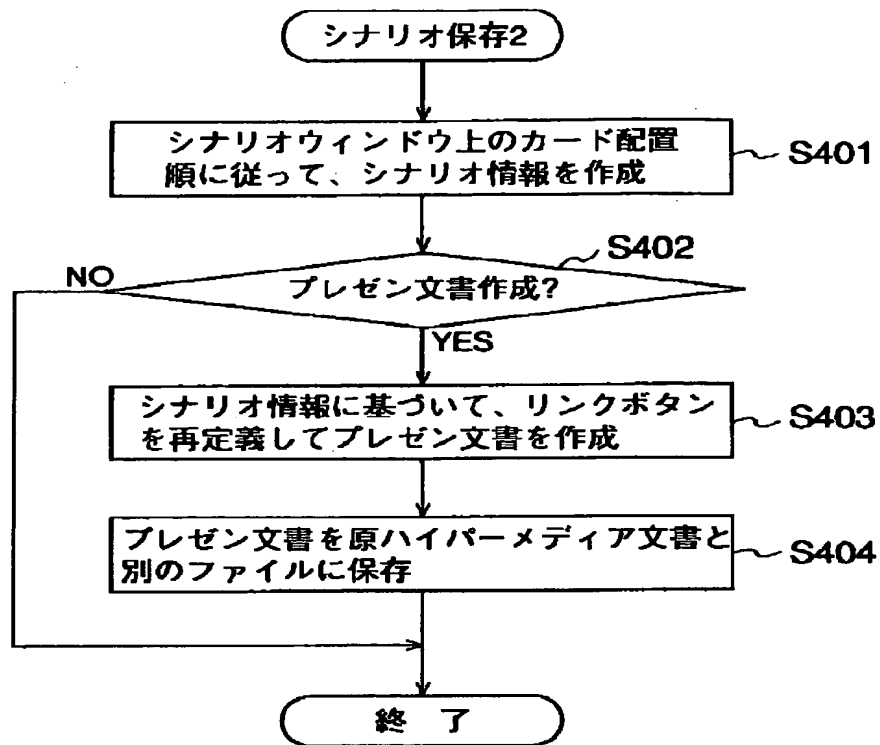 シナリオ保存2
シナリオウィンドウ上のカード配置
順に従って、シナリオ情報を作成
S401
S402
NO
プレゼン文書作成?
YES
シナリオ情報に基づいて、リンクボタン
を再定義してプレゼン文書を作成
S403
プレゼン文書を原ハイパーメディア文書と
別のファイルに保存
S404
終 了